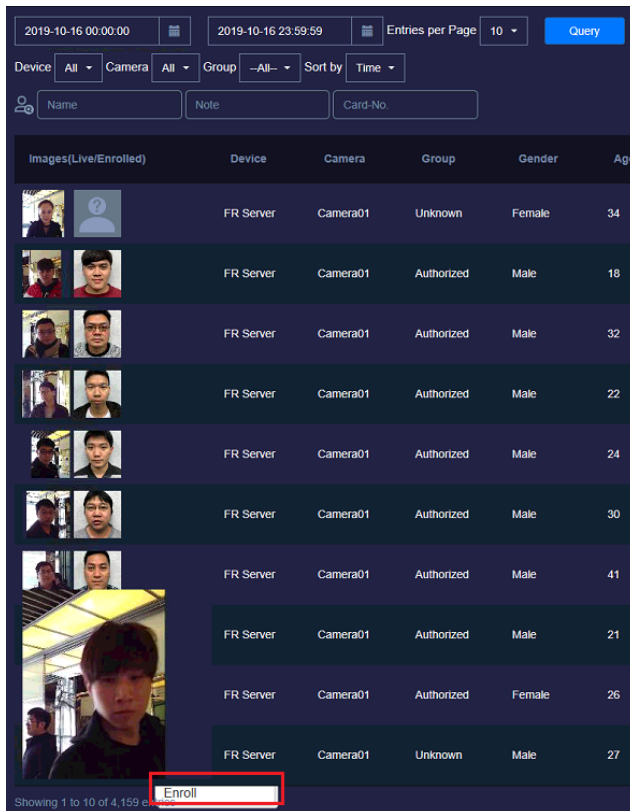 2019-10-16 00:00:00 2019-10-16 23:59:59 Entries per Page 10 Query
Device All Camera All Group --All-- Sort by Time
Name Note Card-No.
Images(Live/Enrolled) Device Camera Group Gender
FR Server Camera01 Unknown Female 34
FR Server Camera01 Authorized Male 18
FR Server Camera01 Authorized Male 32
FR Server Camera01 Authorized Male 22
FR Server Camera01 Authorized Male 24
FR Server Camera01 Authorized Male 30
FR Server Camera01 Authorized Male 41
FR Server Camera01 Authorized Male 21
FR Server Camera01 Authorized Female 26
FR Server Camera01 Unknown Male 27
Enroll
Showing 1 to 10 of 4,159